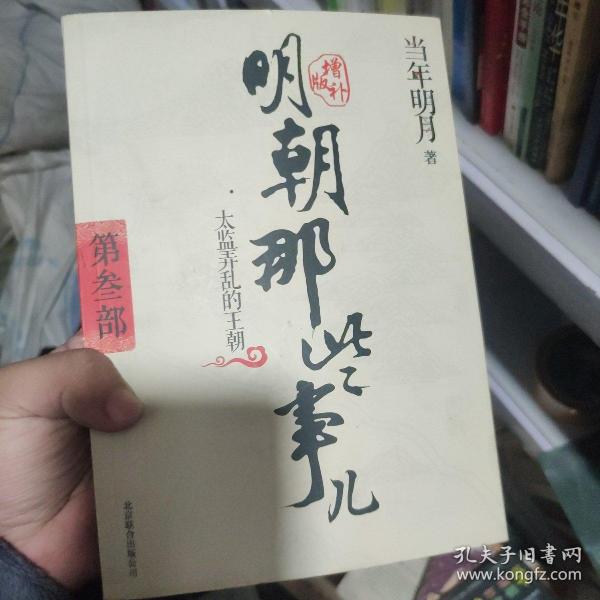 当年明月 著
增补版
明朝那些事儿
太监弄乱的王朝
第叁部
北京联合出版公司
孔夫子旧书网
www.kongfz.com